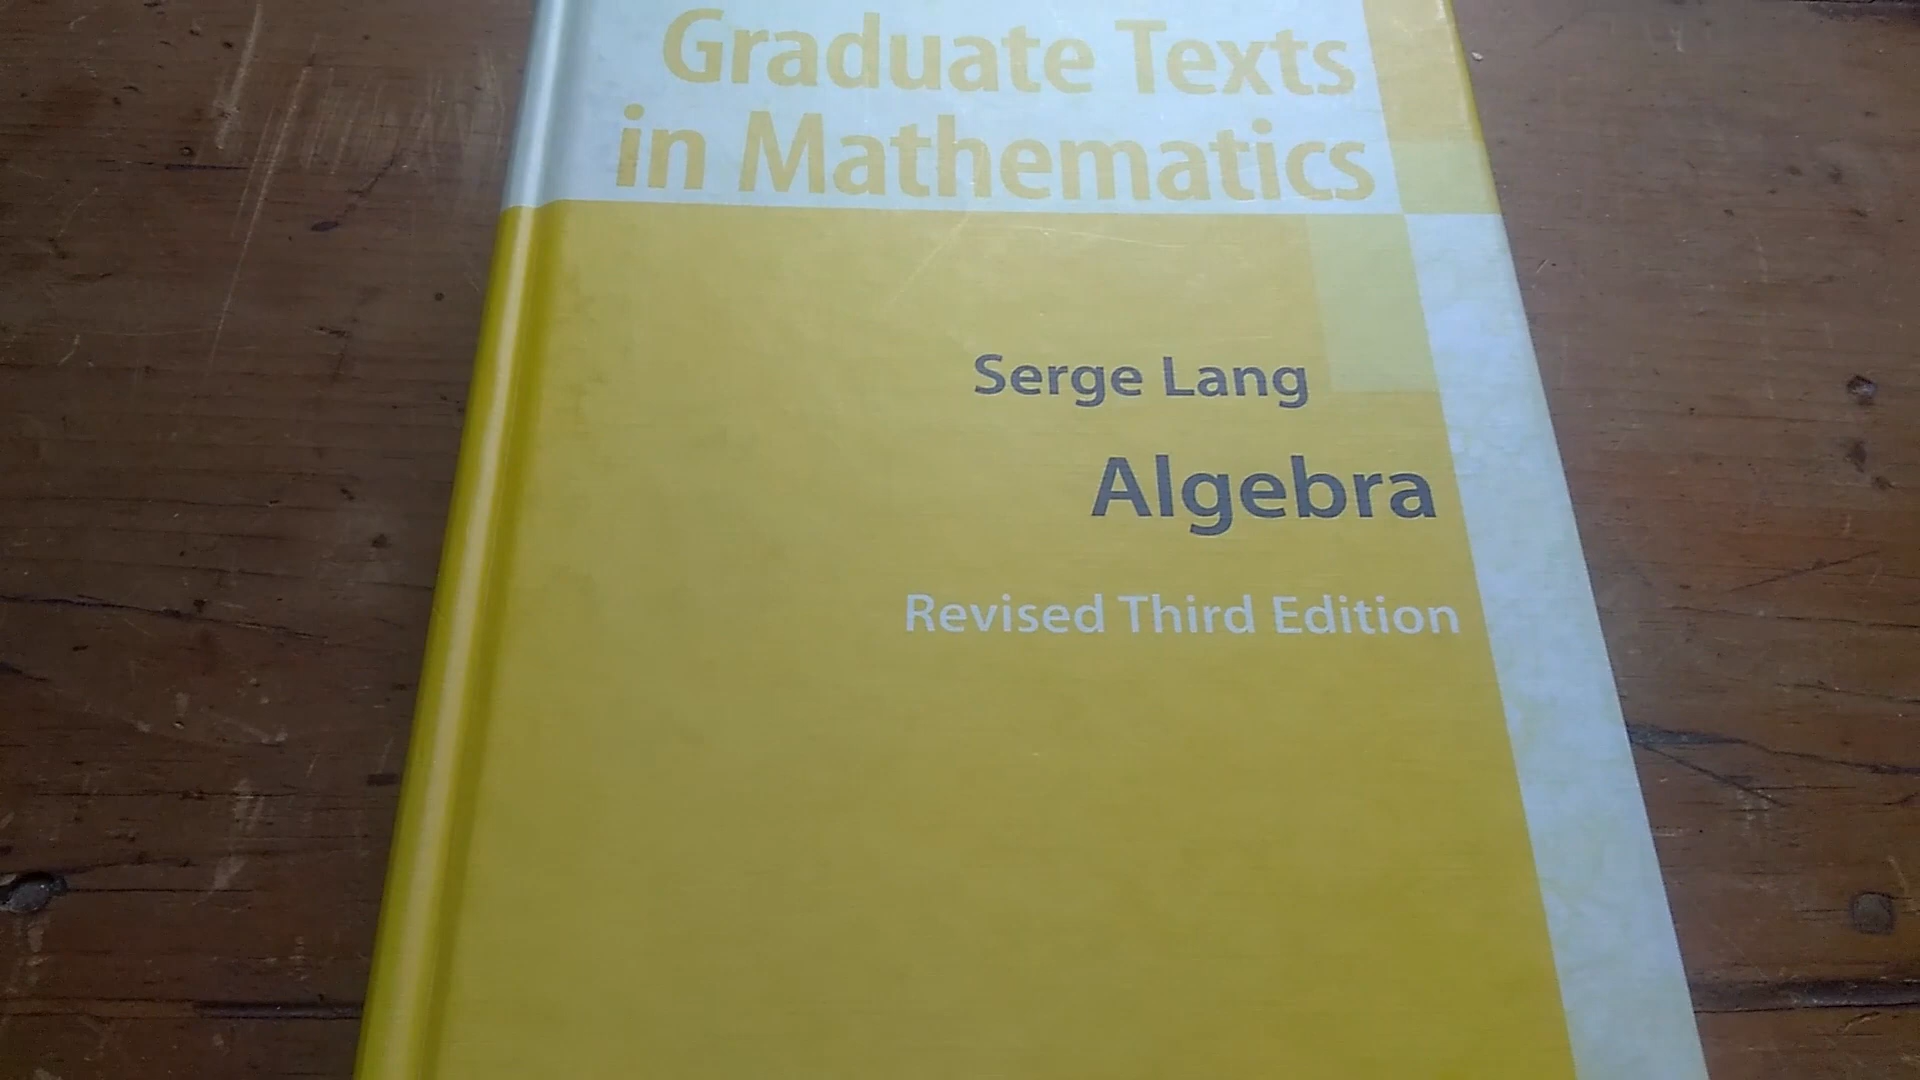 Graduate Texts
in Mathematics
Serge Lang
Algebra
Revised Third Edition